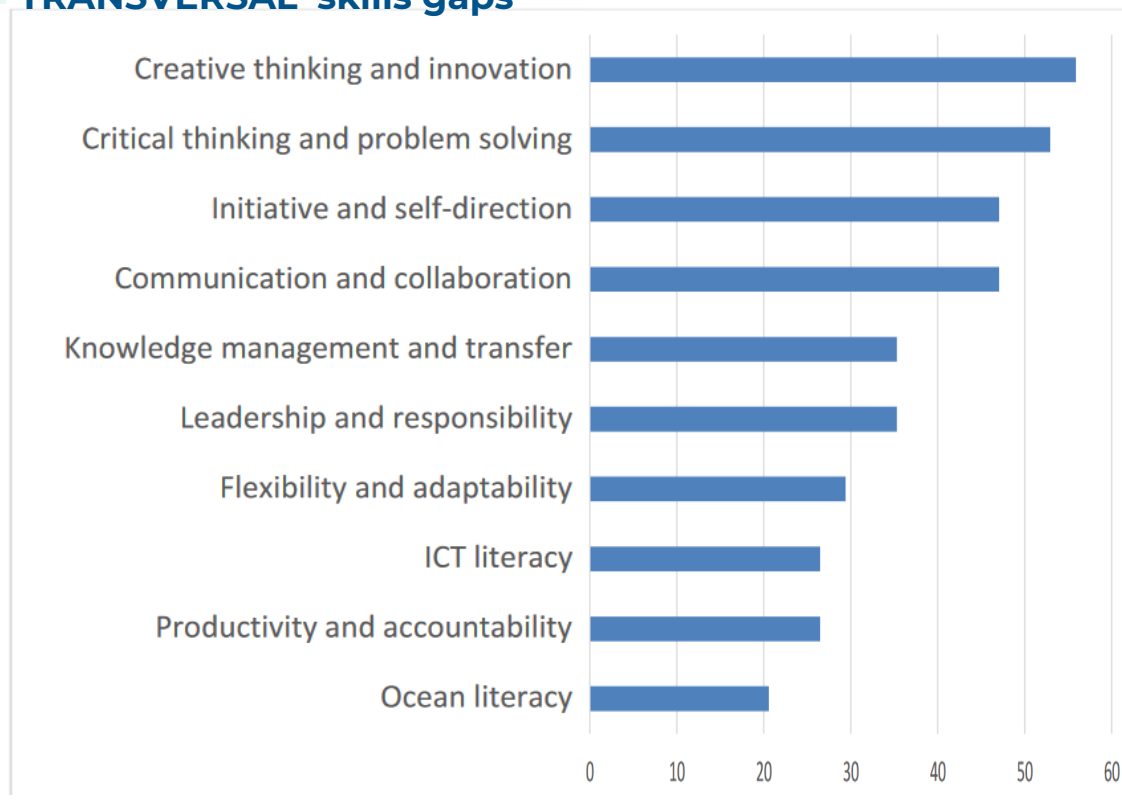 TRANSVERSAL skills gaps
Creative thinking and innovation
Critical thinking and problem solving
Initiative and self-direction
Communication and collaboration
Knowledge management and transfer
Leadership and responsibility
Flexibility and adaptability
ICT literacy
Productivity and accountability
Ocean literacy
0 10 20 30 40 50 60